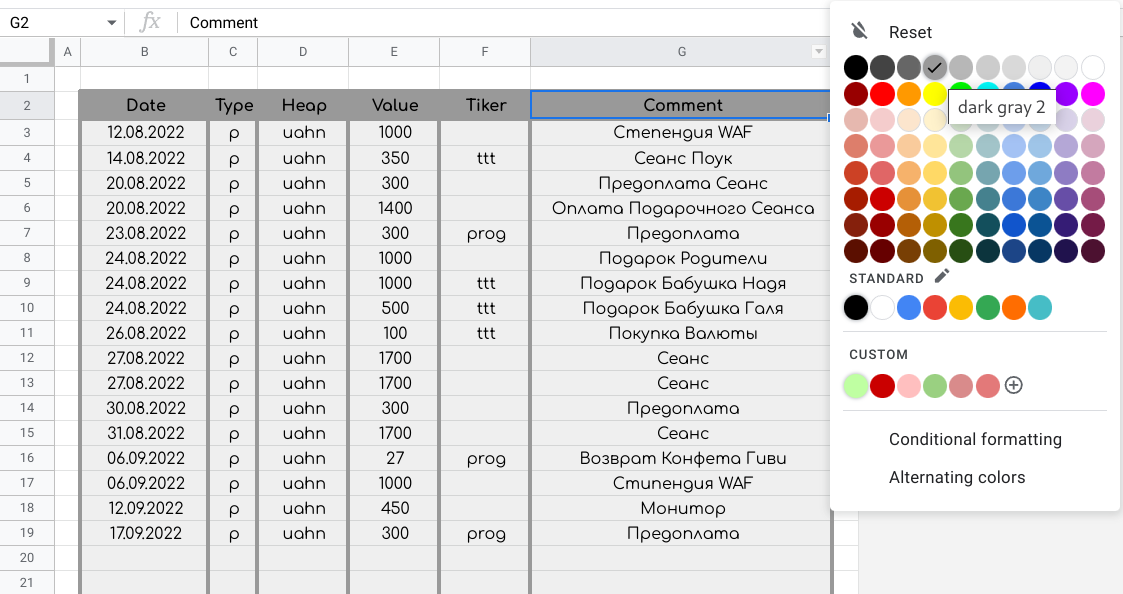 G2 fx Comment
Reset
A B C D E F G
1
2 Date Type Heap Value Tiker Comment
dark gray 2
3 12.08.2022 p uahn 1000 Степендия WAF
4 14.08.2022 p uahn 350 ttt Сеанс Поук
5 20.08.2022 p uahn 300 Предоплата Сеанс
6 20.08.2022 p uahn 1400 Оплата Подарочного Сеанса
7 23.08.2022 p uahn 300 prog Предоплата
8 24.08.2022 p uahn 1000 Подарок Родители
9 24.08.2022 p uahn 1000 ttt Подарок Бабушка Надя
STANDARD
10 24.08.2022 p uahn 500 ttt Подарок Бабушка Галя
11 26.08.2022 p uahn 100 ttt Покупка Валюты
12 27.08.2022 p uahn 1700 Сеанс
CUSTOM
13 27.08.2022 p uahn 1700 Сеанс
14 30.08.2022 p uahn 300 Предоплата
15 31.08.2022 p uahn 1700 Сеанс
Conditional formatting
16 06.09.2022 p uahn 27 prog Возврат Конфета Гиви
17 06.09.2022 p uahn 1000 Стипендия WAF
Alternating colors
18 12.09.2022 p uahn 450 Монитор
19 17.09.2022 p uahn 300 prog Предоплата
20
21